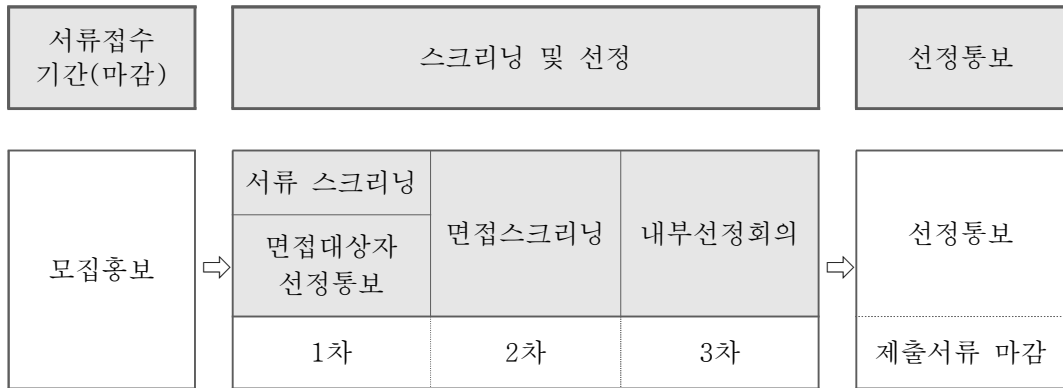 서류접수
기간(마감)
스크리닝 및 선정
선정통보
모집홍보
⇨
서류 스크리닝
면접대상자
선정통보
1차
면접스크리닝
2차
내부선정회의
3차
⇨
선정통보
제출서류 마감